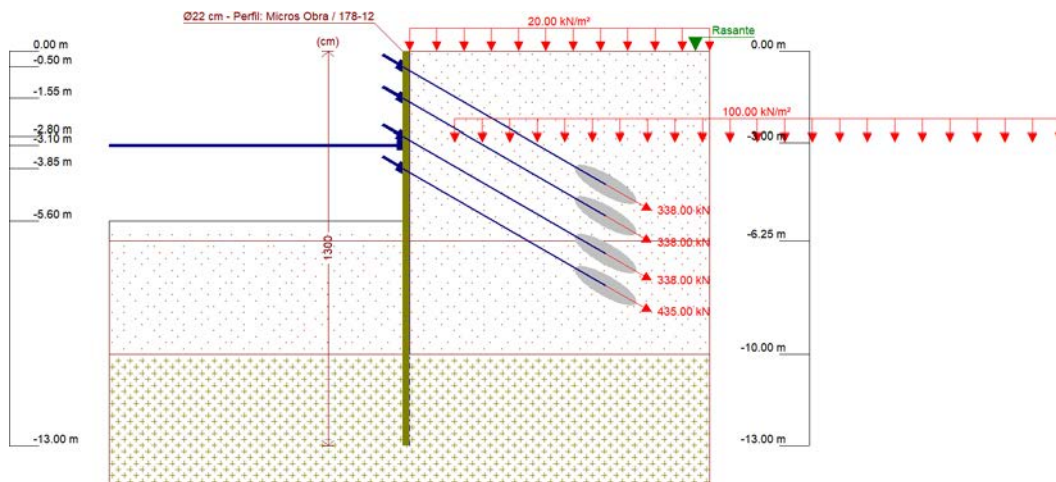 Ø22 cm - Perfil: Micros Obra / 178-12
20.00 kN/m²
Rasante
(cm)
0.00 m
-0.50 m
-1.55 m
-2.80 m
-3.10 m
-3.85 m
-5.60 m
-13.00 m
1300
100.00 kN/m²
338.00 kN
338.00 kN
338.00 kN
435.00 kN
0.00 m
-3.00 m
-6.25 m
-10.00 m
-13.00 m